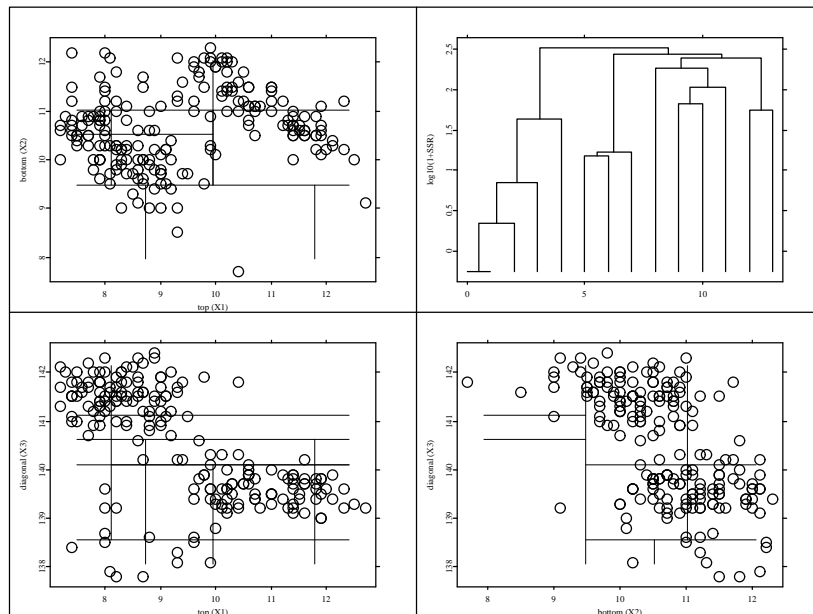 bottom (X2)
8 9 10 11 12
8 9 10 11 12
top (X1)
log10(1+SSR)
0 0.5 1 1.5 2 2.5
0 5 10
diagonal (X3)
138 139 140 141 142
8 9 10 11 12
top (X1)
diagonal (X3)
138 139 140 141 142
8 9 10 11 12
bottom (X2)